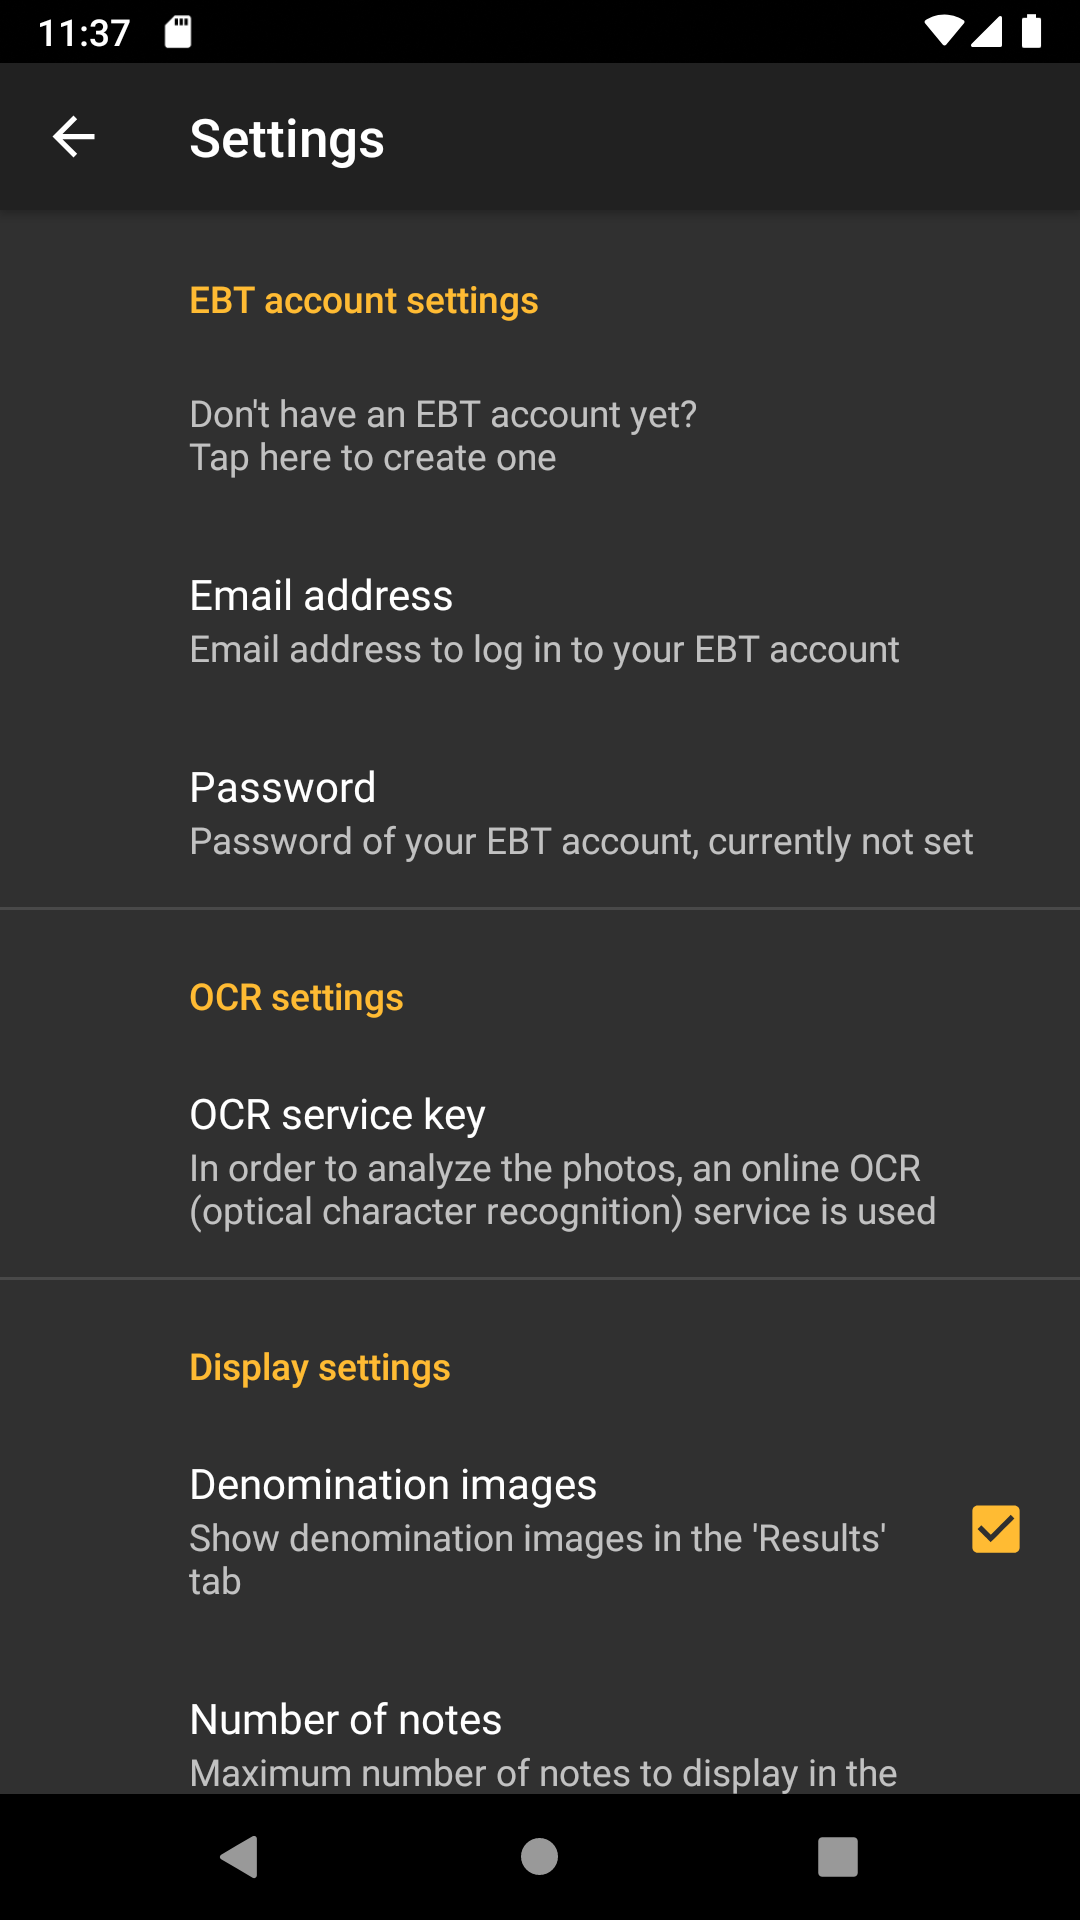 11:37
Settings
EBT account settings
Don't have an EBT account yet?
Tap here to create one
Email address
Email address to log in to your EBT account
Password
Password of your EBT account, currently not set
OCR settings
OCR service key
In order to analyze the photos, an online OCR
(optical character recognition) service is used
Display settings
Denomination images
Show denomination images in the 'Results'
tab
Number of notes
Maximum number of notes to display in the